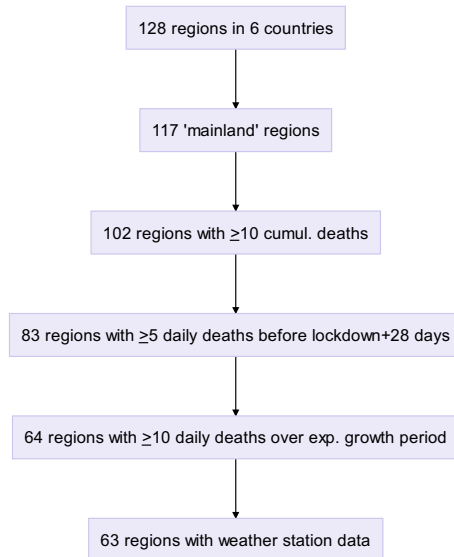 128 regions in 6 countries
117 'mainland' regions
102 regions with ≥10 cumul. deaths
83 regions with ≥5 daily deaths before lockdown+28 days
64 regions with ≥10 daily deaths over exp. growth period
63 regions with weather station data